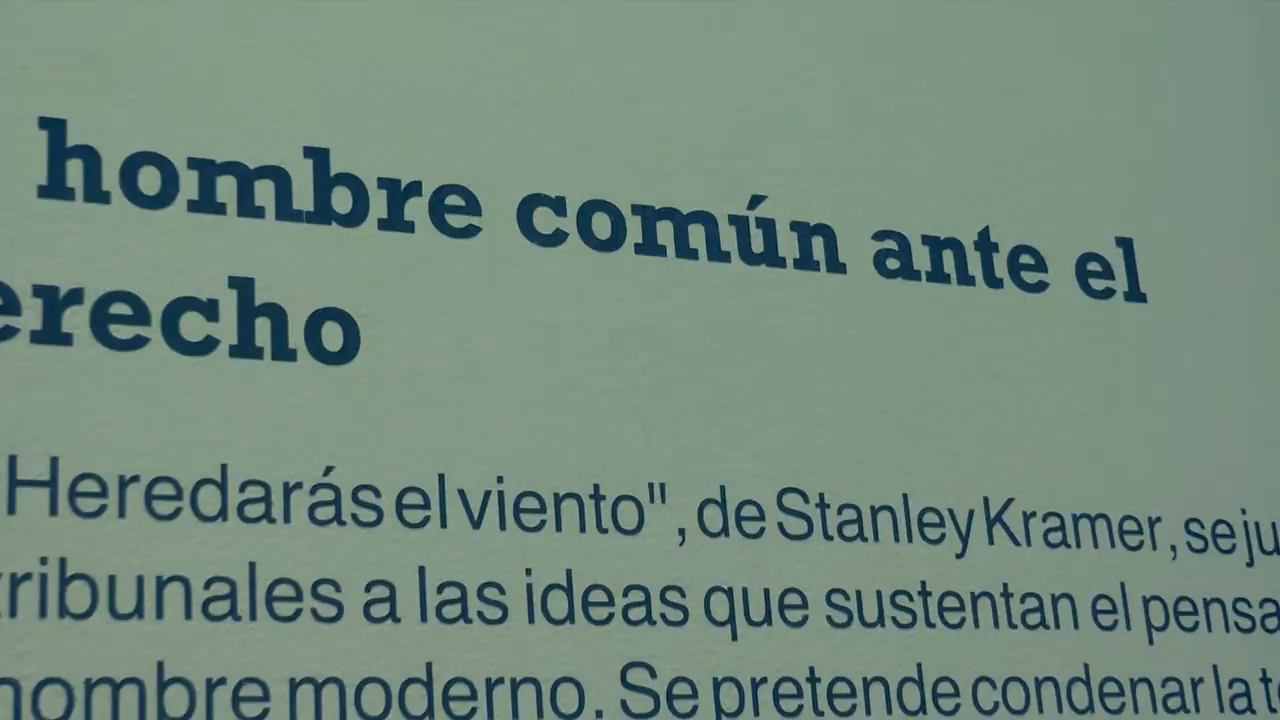 hombre común ante el
erecho
Heredarás el viento", de Stanley Kramer, se ju
ribunales a las ideas que sustentan el pensa
hombre moderno. Se pretende condenar la t